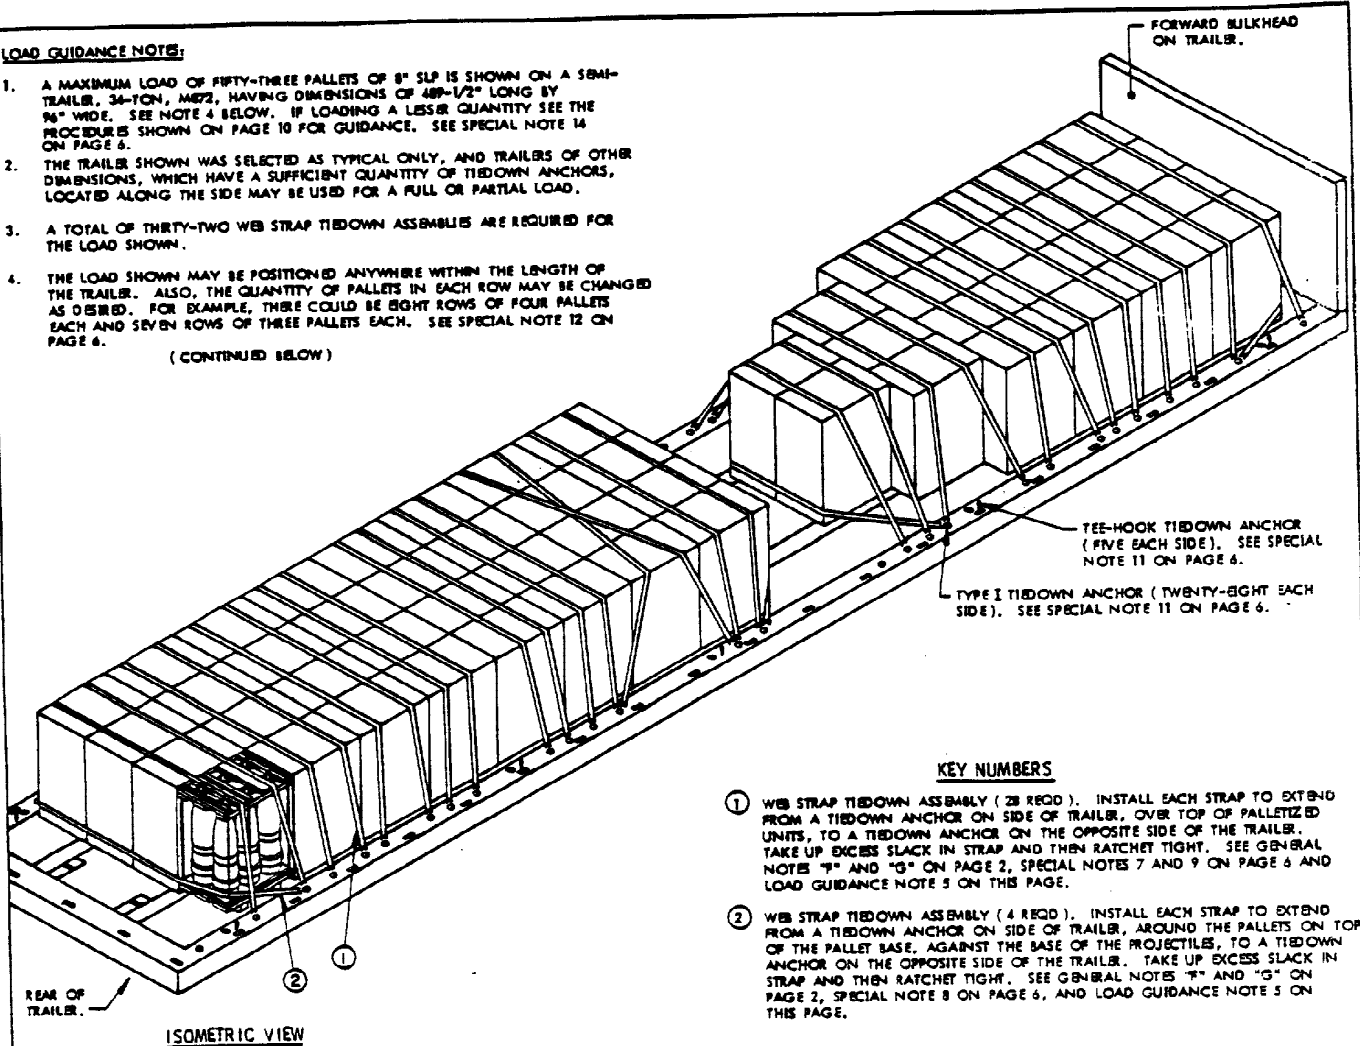 LOAD GUIDANCE NOTES:
1. A MAXIMUM LOAD OF FIFTY-THREE PALLETS OF 8" SLP IS SHOWN ON A SEMI-
TRAILER, 34-TON, M872, HAVING DIMENSIONS OF 489-1/2" LONG BY
96" WIDE. SEE NOTE 4 BELOW. IF LOADING A LESSER QUANTITY SEE THE
PROCEDURES SHOWN ON PAGE 10 FOR GUIDANCE. SEE SPECIAL NOTE 14
ON PAGE 6.
2. THE TRAILER SHOWN WAS SELECTED AS TYPICAL ONLY, AND TRAILERS OF OTHER
DIMENSIONS, WHICH HAVE A SUFFICIENT QUANTITY OF TIEDOWN ANCHORS,
LOCATED ALONG THE SIDE MAY BE USED FOR A FULL OR PARTIAL LOAD.
3. A TOTAL OF THIRTY-TWO WEB STRAP TIEDOWN ASSEMBLIES ARE REQUIRED FOR
THE LOAD SHOWN.
4. THE LOAD SHOWN MAY BE POSITIONED ANYWHERE WITHIN THE LENGTH OF
THE TRAILER. ALSO, THE QUANTITY OF PALLETS IN EACH ROW MAY BE CHANGED
AS DESIRED. FOR EXAMPLE, THERE COULD BE EIGHT ROWS OF FOUR PALLETS
EACH AND SEVEN ROWS OF THREE PALLETS EACH. SEE SPECIAL NOTE 12 ON
PAGE 6.
(CONTINUED BELOW)
FORWARD BULKHEAD
ON TRAILER.
TEE-HOOK TIEDOWN ANCHOR
(FIVE EACH SIDE). SEE SPECIAL
NOTE 11 ON PAGE 6.
TYPE I TIEDOWN ANCHOR (TWENTY-EIGHT EACH
SIDE). SEE SPECIAL NOTE 11 ON PAGE 6.
KEY NUMBERS
1 WEB STRAP TIEDOWN ASSEMBLY (28 REQD). INSTALL EACH STRAP TO EXTEND
FROM A TIEDOWN ANCHOR ON SIDE OF TRAILER, OVER TOP OF PALLETIZED
UNITS, TO A TIEDOWN ANCHOR ON THE OPPOSITE SIDE OF THE TRAILER.
TAKE UP EXCESS SLACK IN STRAP AND THEN RATCHET TIGHT. SEE GENERAL
NOTES "F" AND "G" ON PAGE 2, SPECIAL NOTES 7 AND 9 ON PAGE 6 AND
LOAD GUIDANCE NOTE 5 ON THIS PAGE.
2 WEB STRAP TIEDOWN ASSEMBLY (4 REQD). INSTALL EACH STRAP TO EXTEND
FROM A TIEDOWN ANCHOR ON SIDE OF TRAILER, AROUND THE PALLETS ON TOP
OF THE PALLET BASE, AGAINST THE BASE OF THE PROJECTILES, TO A TIEDOWN
ANCHOR ON THE OPPOSITE SIDE OF THE TRAILER. TAKE UP EXCESS SLACK IN
STRAP AND THEN RATCHET TIGHT. SEE GENERAL NOTES "F" AND "G" ON
PAGE 2, SPECIAL NOTE 8 ON PAGE 6, AND LOAD GUIDANCE NOTE 5 ON
THIS PAGE.
1
2
REAR OF
TRAILER.
ISOMETRIC VIEW